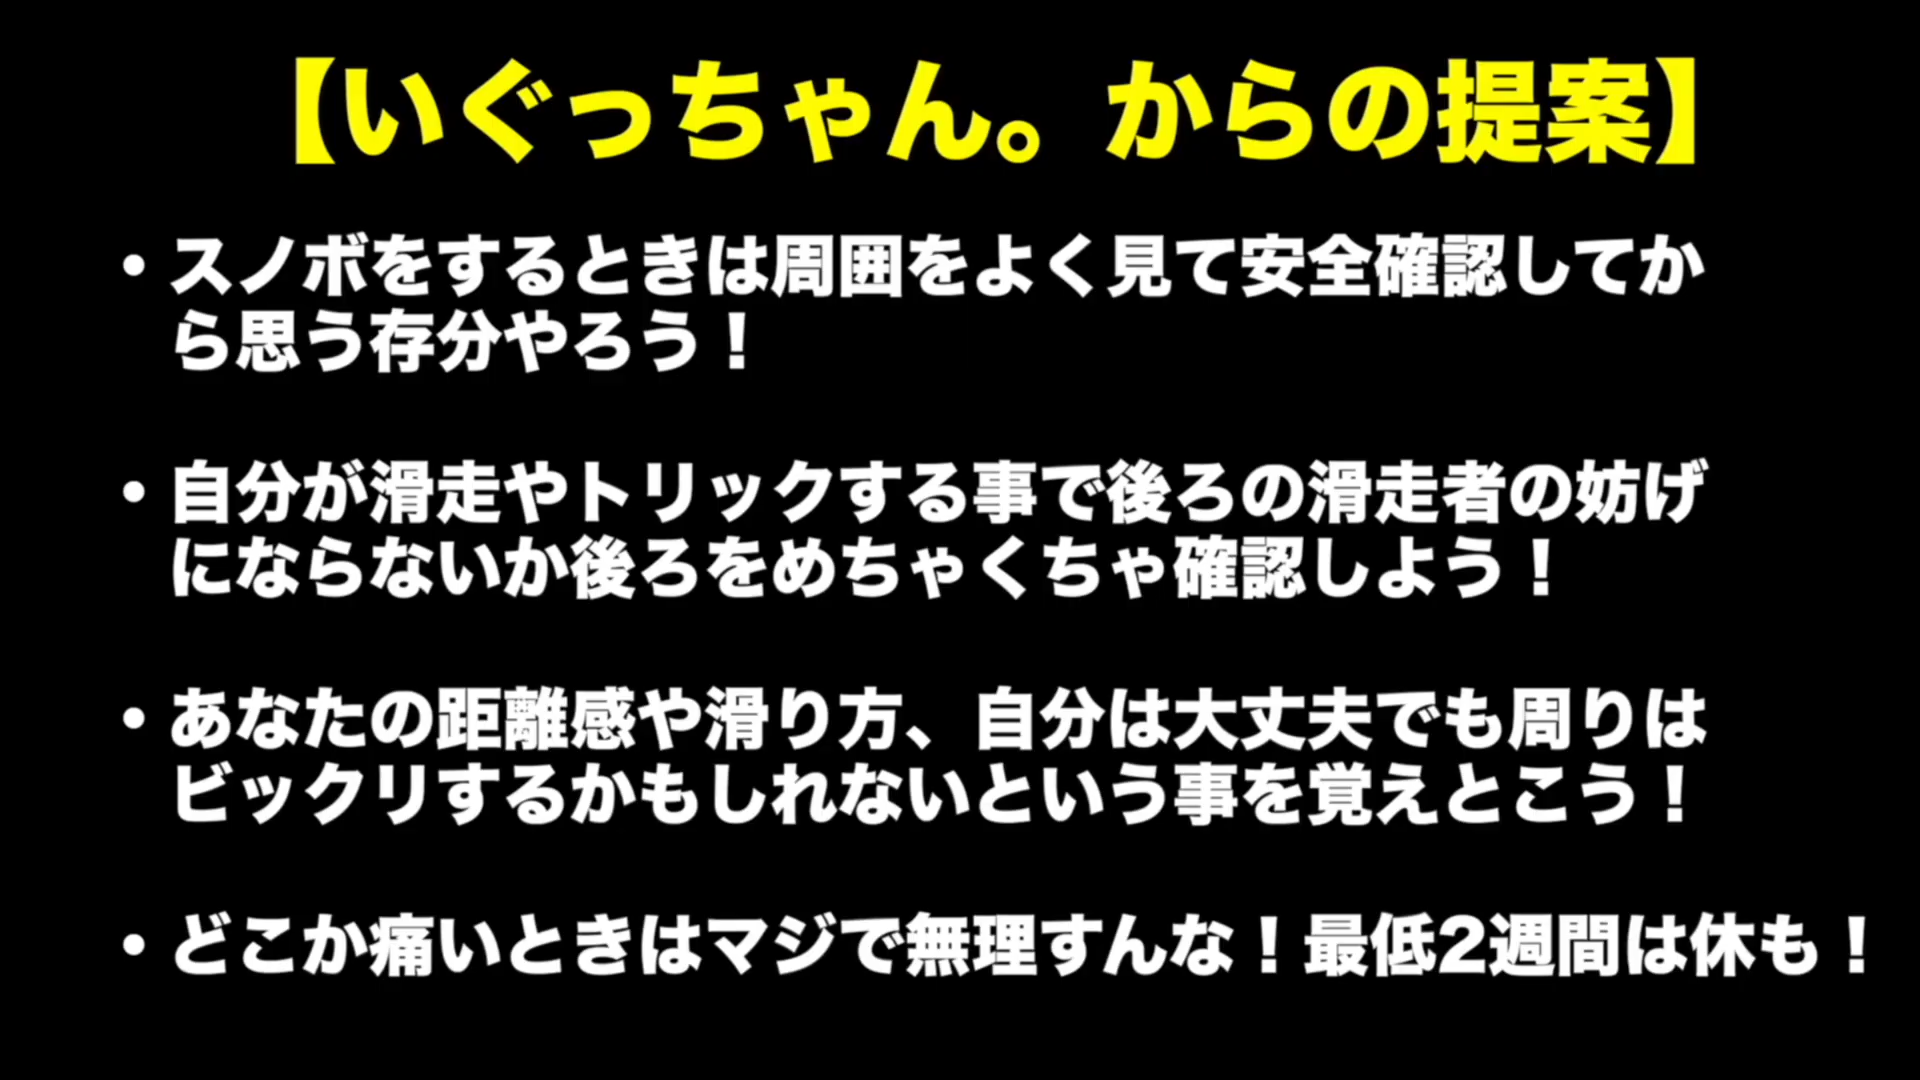 【いぐっちゃん。からの提案】
・スノボをするときは周囲をよく見て安全確認してか
ら思う存分やろう！
・自分が滑走やトリックする事で後ろの滑走者の妨げ
にならないか後ろをめちゃくちゃ確認しよう！
・あなたの距離感や滑り方、自分は大丈夫でも周りは
ビックリするかもしれないという事を覚えとこう！
・どこか痛いときはマジで無理すんな！最低2週間は休も！